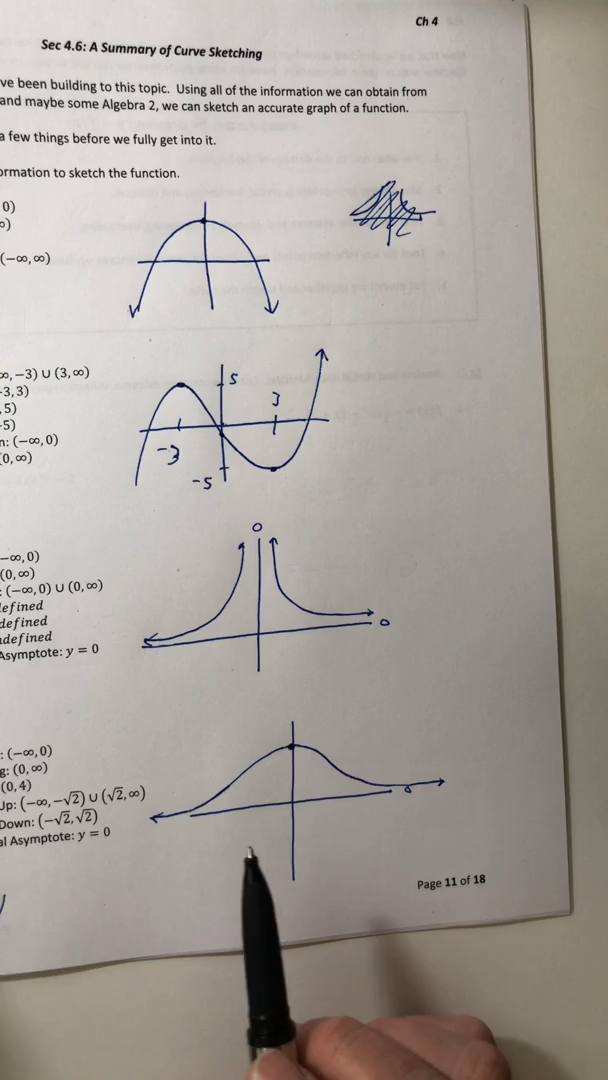 Ch 4
Sec 4.6: A Summary of Curve Sketching
ve been building to this topic. Using all of the information we can obtain from
and maybe some Algebra 2, we can sketch an accurate graph of a function.
a few things before we fully get into it.
ormation to sketch the function.
0)
)
(−∞, ∞)
∞, −3) ∪ (3, ∞)
-3, 3)
, 5)
-5)
n: (−∞, 0)
(0, ∞)
5
3
-3
-5
−∞, 0)
(0, ∞)
: (−∞, 0) ∪ (0, ∞)
defined
defined
defined
Asymptote: y = 0
0
0
: (−∞, 0)
g: (0, ∞)
(0, 4)
Up: (−∞, −√2) ∪ (√2, ∞)
Down: (−√2, √2)
al Asymptote: y = 0
0
Page 11 of 18